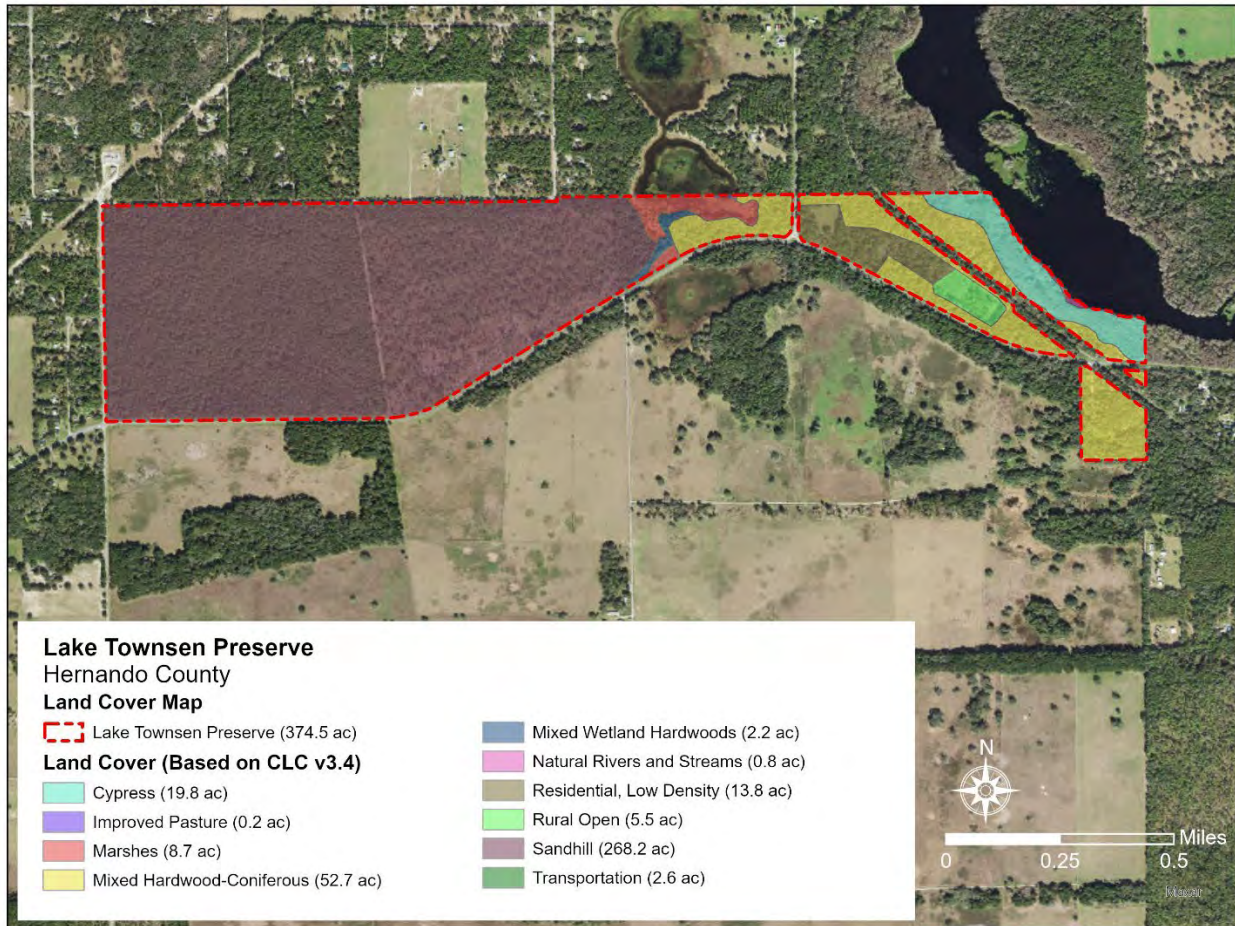 Lake Townsen Preserve
Hernando County
Land Cover Map
Lake Townsen Preserve (374.5 ac)
Land Cover (Based on CLC v3.4)
Cypress (19.8 ac)
Improved Pasture (0.2 ac)
Marshes (8.7 ac)
Mixed Hardwood-Coniferous (52.7 ac)
Mixed Wetland Hardwoods (2.2 ac)
Natural Rivers and Streams (0.8 ac)
Residential, Low Density (13.8 ac)
Rural Open (5.5 ac)
Sandhill (268.2 ac)
Transportation (2.6 ac)
N
Miles
0 0.25 0.5
Maxar